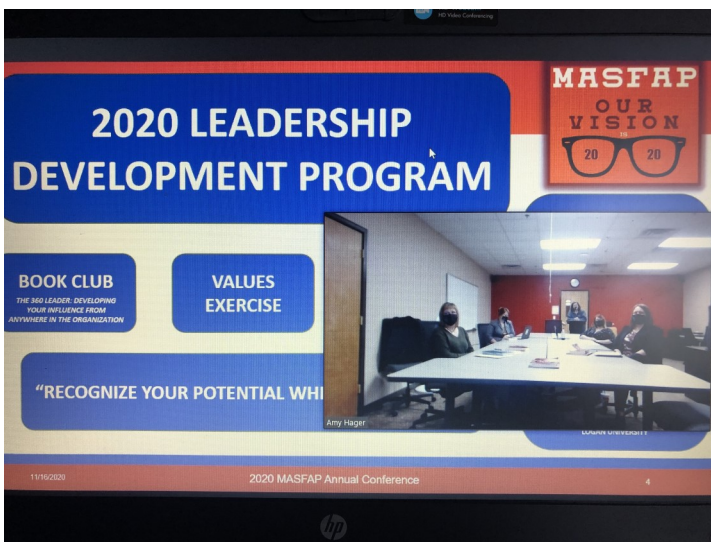 HD Video Conferencing
2020 LEADERSHIP
DEVELOPMENT PROGRAM
MASFAP
OUR
VISION
IS
20 20
BOOK CLUB
THE 360 LEADER: DEVELOPING
YOUR INFLUENCE FROM
ANYWHERE IN THE ORGANIZATION
VALUES
EXERCISE
"RECOGNIZE YOUR POTENTIAL WHI
Amy Hager
LOGAN UNIVERSITY
11/16/2020
2020 MASFAP Annual Conference
4
hp